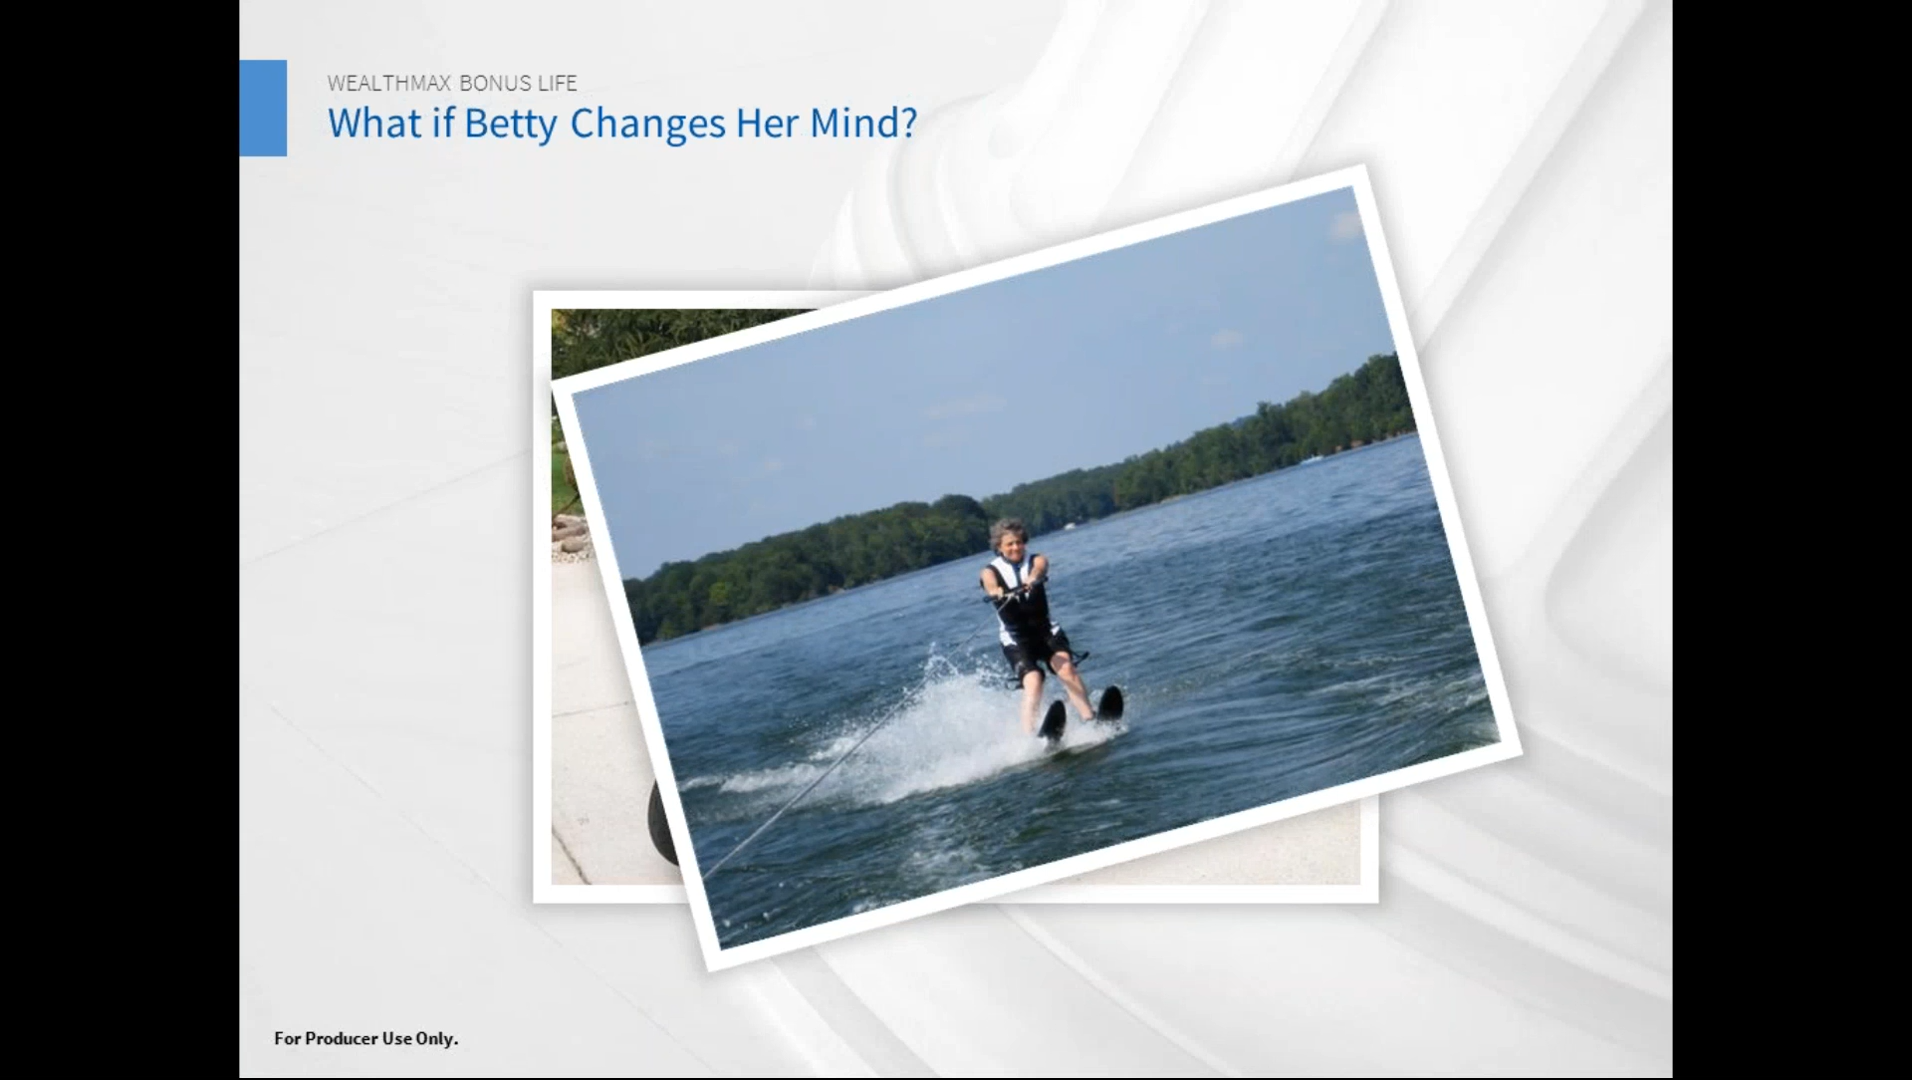 WEALTHMAX BONUS LIFE
What if Betty Changes Her Mind?
For Producer Use Only.